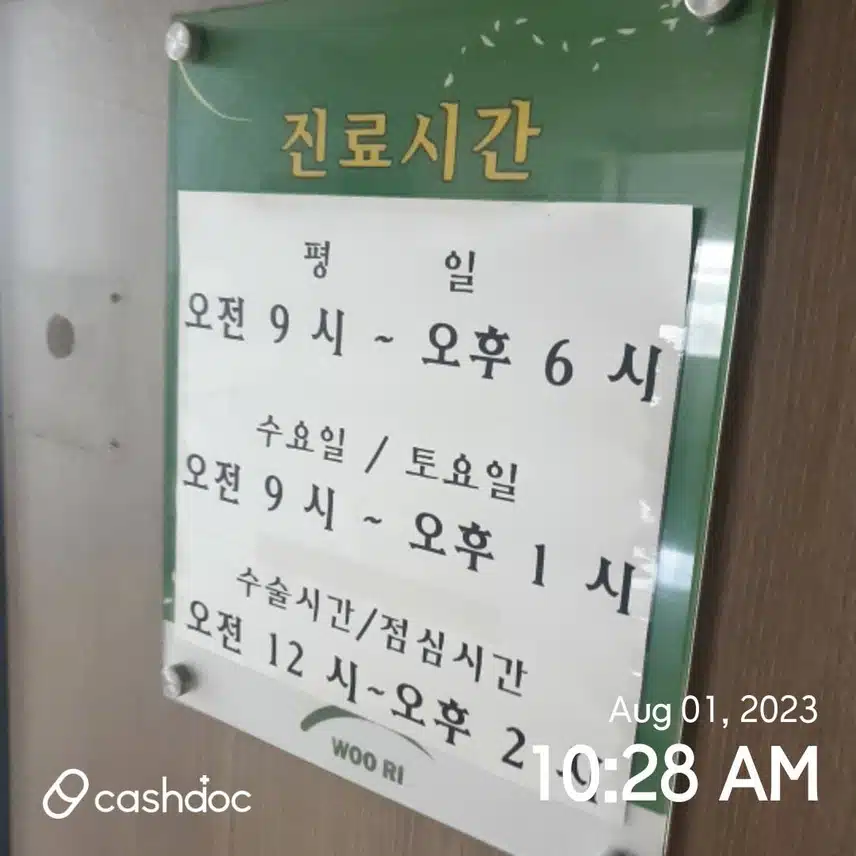 진료시간
평 일
오전 9 시 ~ 오후 6 시
수요일 / 토요일
오전 9 시 ~ 오후 1 시
수술시간/점심시간
오전 12 시~오후 2 시
WOO RI
Aug 01, 2023
10:28 AM
cashdoc